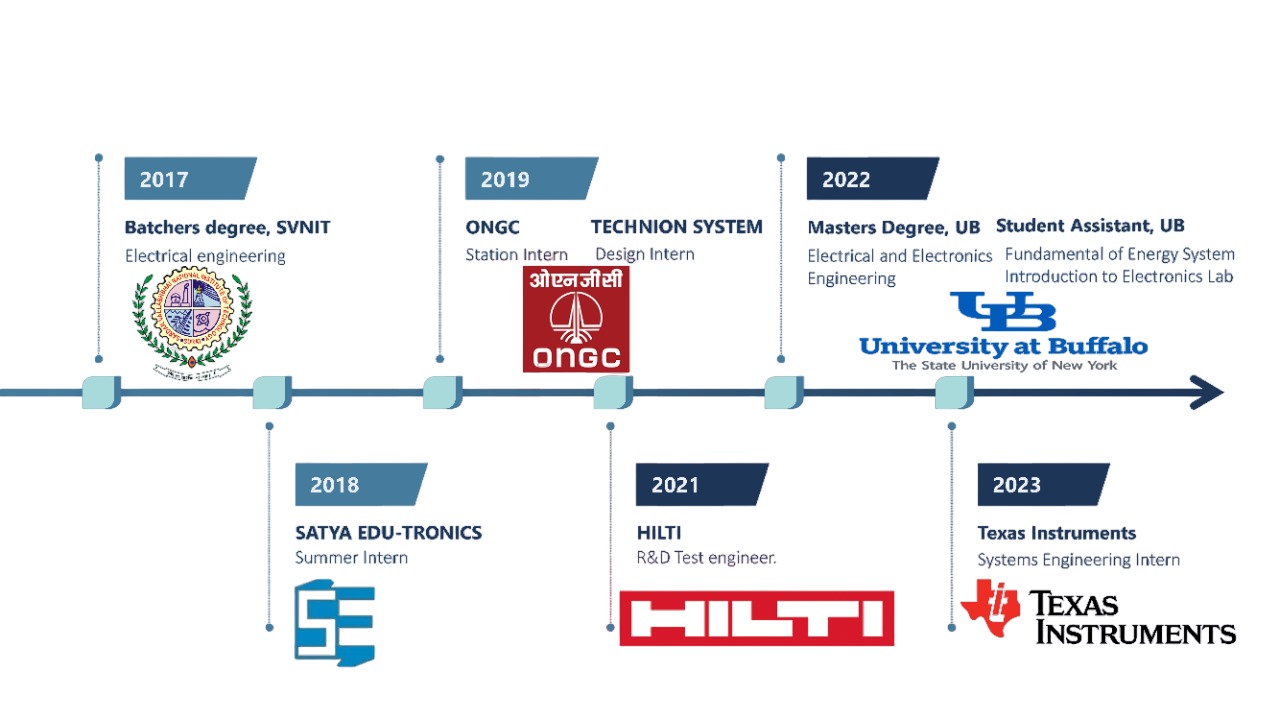 2017
Batchers degree, SVNIT
Electrical engineering
2019
ONGC
Station Intern
TECHNION SYSTEM
Design Intern
ओएनजीसी
ONGC
2022
Masters Degree, UB
Electrical and Electronics
Engineering
Student Assistant, UB
Fundamental of Energy System
Introduction to Electronics Lab
UB
University at Buffalo
The State University of New York
2018
SATYA EDU-TRONICS
Summer Intern
SE
2021
HILTI
R&D Test engineer.
HILTI
2023
Texas Instruments
Systems Engineering Intern
TEXAS
INSTRUMENTS